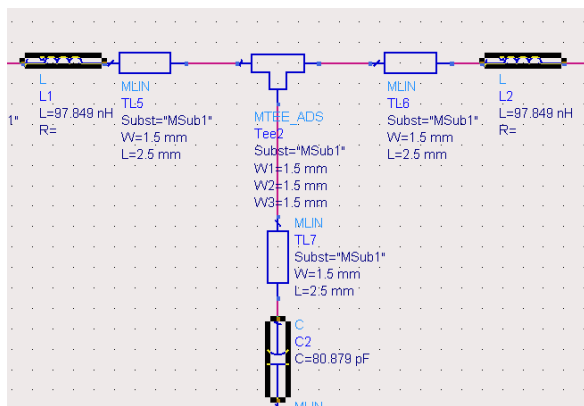 L
L1
L=97.849 nH
R=
1"
MLIN
TL5
Subst="MSub1"
W=1.5 mm
L=2.5 mm
MTEE_ADS
Tee2
Subst="MSub1"
W1=1.5 mm
W2=1.5 mm
W3=1.5 mm
MLIN
TL6
Subst="MSub1"
W=1.5 mm
L=2.5 mm
L
L2
L=97.849 nH
R=
MLIN
TL7
Subst="MSub1"
W=1.5 mm
L=2.5 mm
C
C2
C=80.879 pF
MLIN